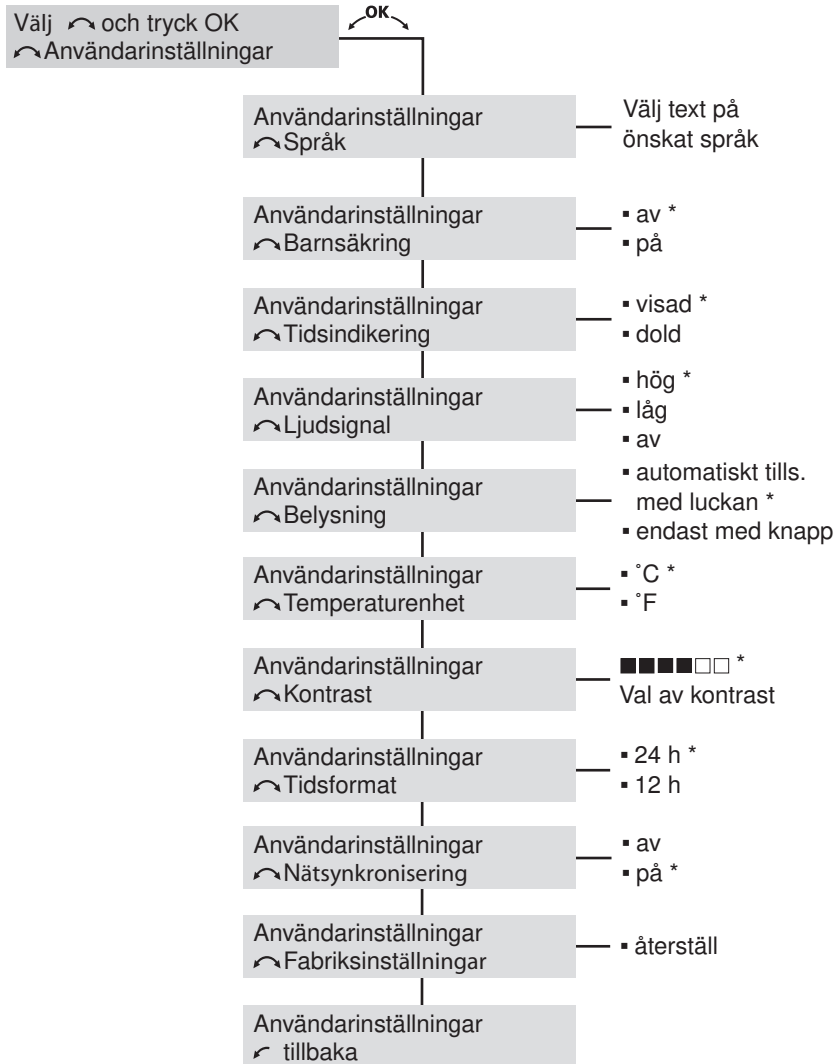 Välj och tryck OK
Användarinställningar
OK
Användarinställningar
Språk
Välj text på
önskat språk
Användarinställningar
Barnsäkring
▪ av *
▪ på
Användarinställningar
Tidsindikering
▪ visad *
▪ dold
Användarinställningar
Ljudsignal
▪ hög *
▪ låg
▪ av
Användarinställningar
Belysning
▪ automatiskt tills.
med luckan *
▪ endast med knapp
Användarinställningar
Temperaturenhet
▪ °C *
▪ °F
Användarinställningar
Kontrast
■■■■□□ *
Val av kontrast
Användarinställningar
Tidsformat
▪ 24 h *
▪ 12 h
Användarinställningar
Nätsynkronisering
▪ av
▪ på *
Användarinställningar
Fabriksinställningar
▪ återställ
Användarinställningar
tillbaka